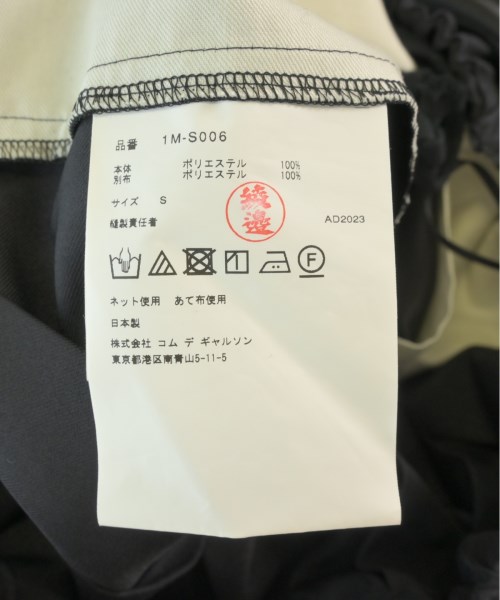 品番 1M-S006
本体 ポリエステル 100%
別布 ポリエステル 100%
サイズ S
縫製責任者
綾邉
AD2023
F
ネット使用 あて布使用
日本製
株式会社 コム デ ギャルソン
東京都港区南青山5-11-5